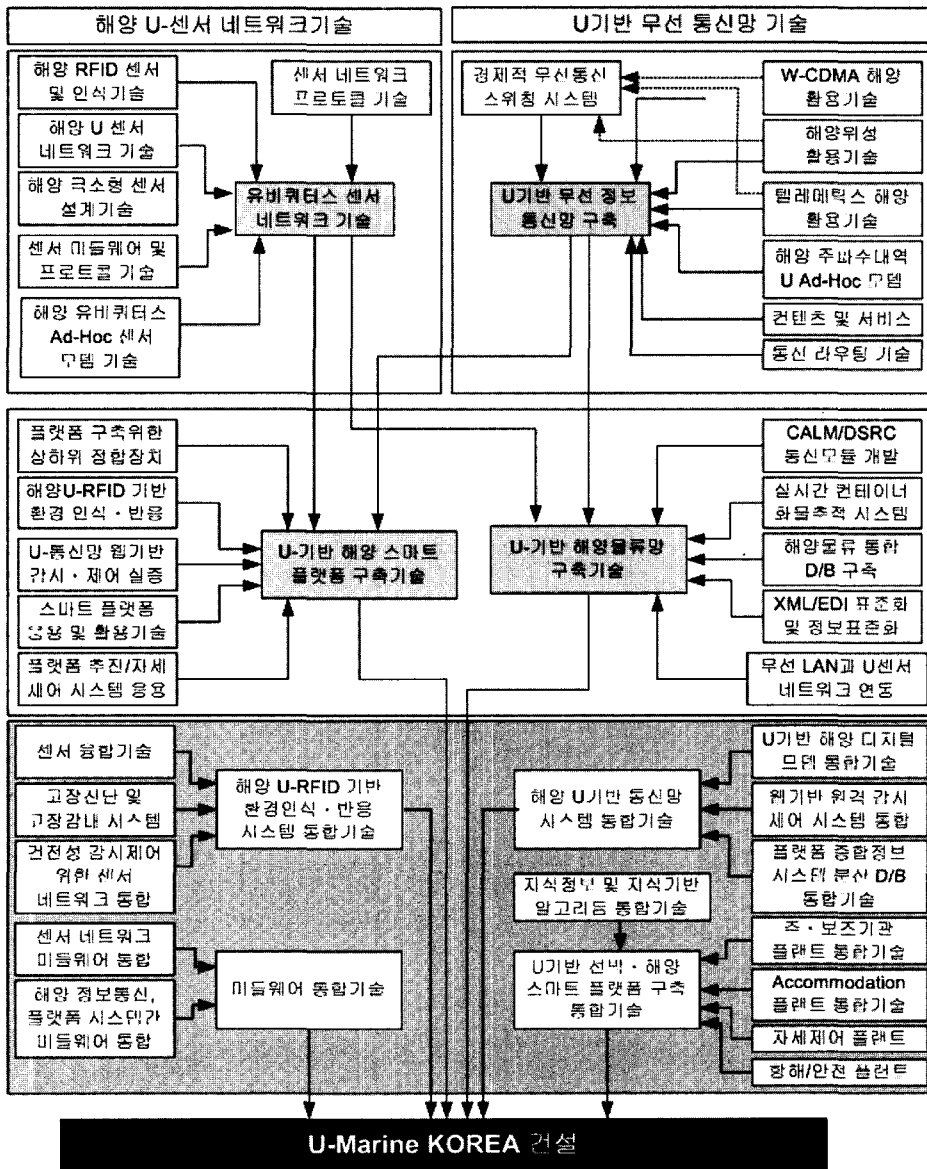 해양 U-센서 네트워크기술
U기반 무선 통신망 기술
해양 RFID 센서
및 인식기술
해양 U 센서
네트워크 기술
해양 극소형 센서
설계기술
센서 미들웨어 및
프로토콜 기술
해양 유비쿼터스
Ad-Hoc 센서
모뎀 기술
센서 네트워크
프로토콜 기술
유비쿼터스 센서
네트워크 기술
경제적 무선통신
스위칭 시스템
U기반 무선 정보
통신망 구축
W-CDMA 해양
활용기술
해양위성
활용기술
텔레메틱스 해양
활용기술
해양 주파수내역
U Ad-Hoc 모뎀
컨텐츠 및 서비스
통신 라우팅 기술
플랫폼 구축위한
상하위 정합장치
해양U-RFID 기반
환경 인식·반응
U-통신망 웹기반
감시·제어 실증
스마트 플랫폼
응용 및 활용기술
플랫폼 추진/자세
제어 시스템 응용
U-기반 해양 스마트
플랫폼 구축기술
U-기반 해양물류망
구축기술
CALM/DSRC
통신모듈 개발
실시간 컨테이너
화물추적 시스템
해양물류 통합
D/B 구축
XML/EDI 표준화
및 정보표준화
무선 LAN과 U센서
네트워크 연동
센서 융합기술
고장진단 및
고장감내 시스템
건전성 감시제어
위한 센서
네트워크 통합
센서 네트워크
미들웨어 통합
해양 정보통신,
플랫폼 시스템간
미들웨어 통합
해양 U-RFID 기반
환경인식·반응
시스템 통합기술
미들웨어 통합기술
해양 U기반 통신망
시스템 통합기술
지식정보 및 지식기반
알고리듬 통합기술
U기반 선박·해양
스마트 플랫폼 구축
통합기술
U기반 해양 디지털
모뎀 통합기술
웹기반 원격 감시
제어 시스템 통합
플랫폼 종합정보
시스템 분산 D/B
통합기술
주·보조기관
플랜트 통합기술
Accommodation
플랜트 통합기술
자세제어 플랜트
항해/안전 플랜트
U-Marine KOREA 건설